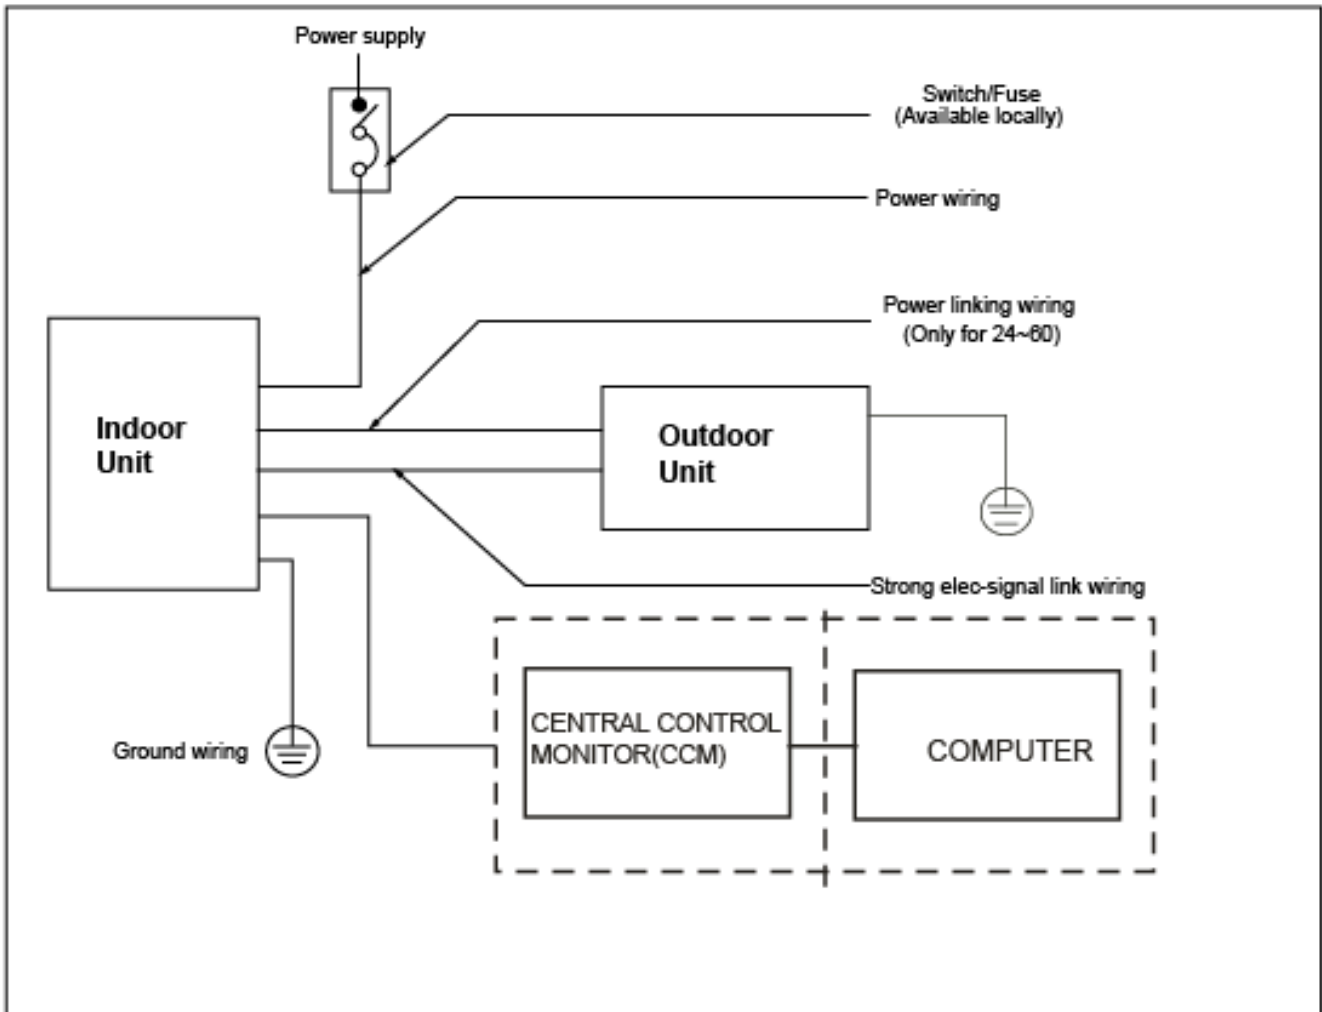 Power supply
Switch/Fuse
(Available locally)
Power wiring
Power linking wiring
(Only for 24~60)
Indoor
Unit
Outdoor
Unit
Strong elec-signal link wiring
CENTRAL CONTROL
MONITOR(CCM)
COMPUTER
Ground wiring